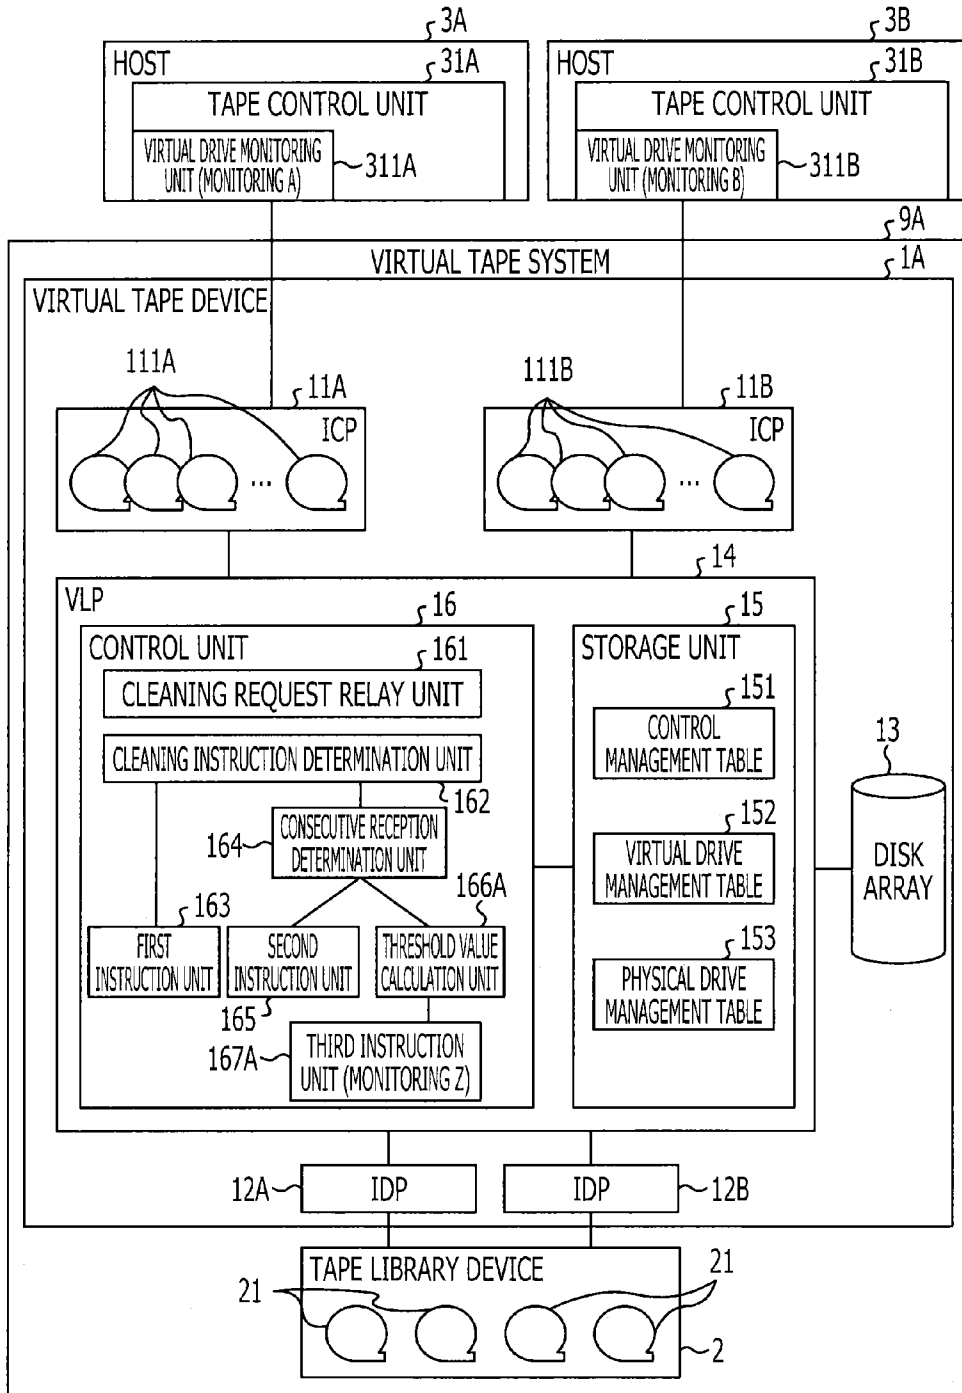 3A
3B
HOST
31A
HOST
31B
TAPE CONTROL UNIT
TAPE CONTROL UNIT
VIRTUAL DRIVE MONITORING
UNIT (MONITORING A)
311A
VIRTUAL DRIVE MONITORING
UNIT (MONITORING B)
311B
9A
VIRTUAL TAPE SYSTEM
1A
VIRTUAL TAPE DEVICE
111A
11A
111B
11B
ICP
ICP
...
...
14
VLP
16
15
CONTROL UNIT
161
STORAGE UNIT
CLEANING REQUEST RELAY UNIT
151
CONTROL
MANAGEMENT TABLE
13
CLEANING INSTRUCTION DETERMINATION UNIT
162
164
CONSECUTIVE RECEPTION
DETERMINATION UNIT
152
VIRTUAL DRIVE
MANAGEMENT TABLE
DISK
ARRAY
163
166A
FIRST
INSTRUCTION UNIT
SECOND
INSTRUCTION UNIT
THRESHOLD VALUE
CALCULATION UNIT
153
PHYSICAL DRIVE
MANAGEMENT TABLE
165
167A
THIRD INSTRUCTION
UNIT (MONITORING Z)
12A
IDP
IDP
12B
TAPE LIBRARY DEVICE
21
21
2